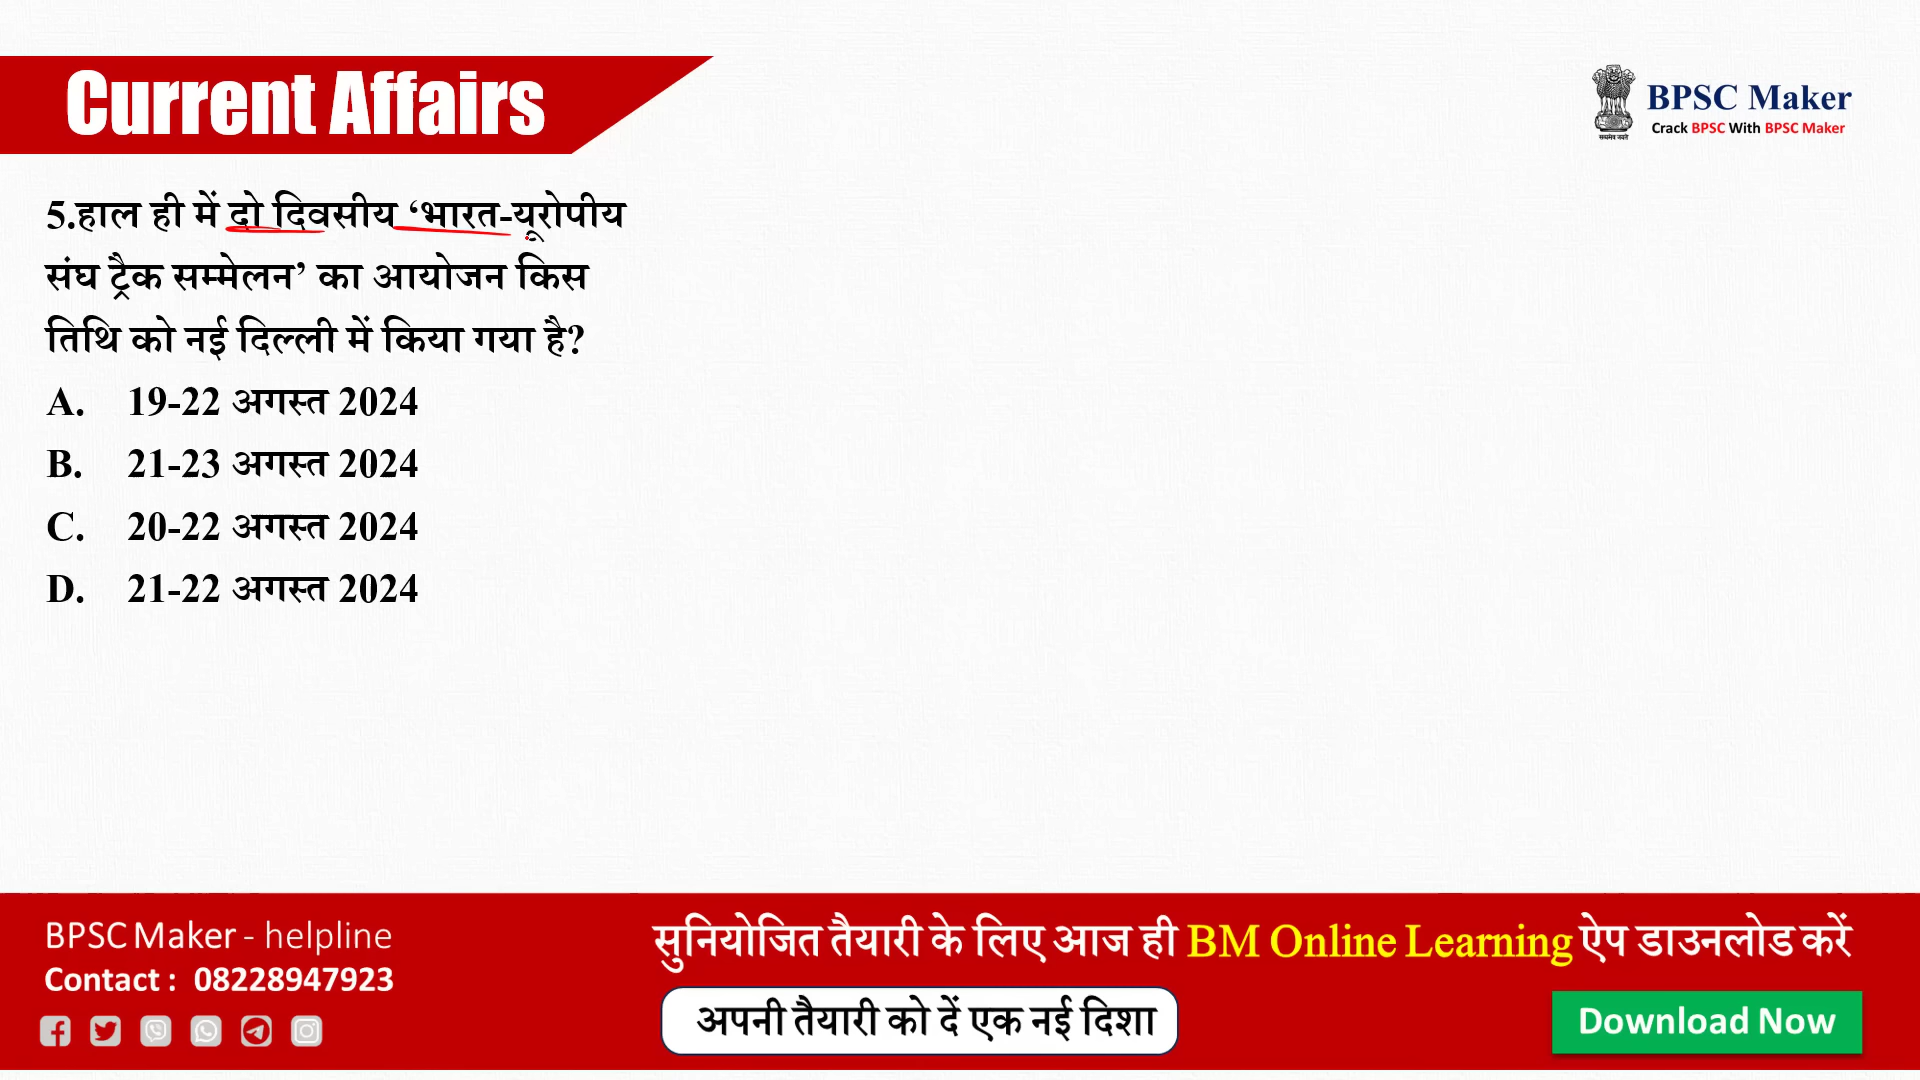 Current Affairs
BPSC Maker
Crack BPSC With BPSC Maker
5.हाल ही में दो दिवसीय ‘भारत-यूरोपीय
संघ ट्रैक सम्मेलन’ का आयोजन किस
तिथि को नई दिल्ली में किया गया है?
A. 19-22 अगस्त 2024
B. 21-23 अगस्त 2024
C. 20-22 अगस्त 2024
D. 21-22 अगस्त 2024
BPSC Maker - helpline
Contact : 08228947923
सुनियोजित तैयारी के लिए आज ही BM Online Learning ऐप डाउनलोड करें
अपनी तैयारी को दें एक नई दिशा
Download Now